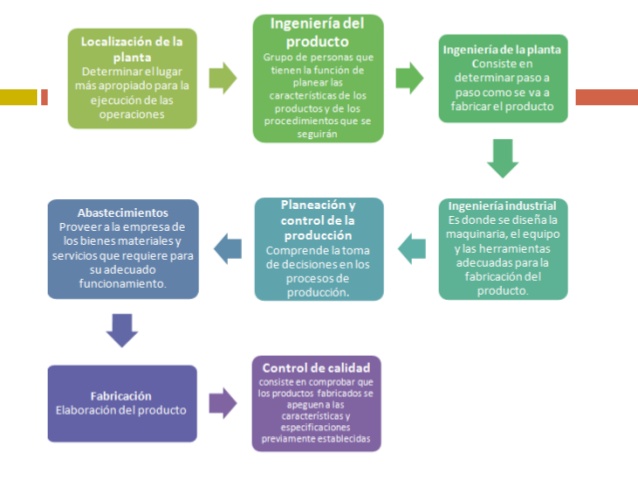 Localización de la
planta
Determinar el lugar
más apropiado para la
ejecución de las
operaciones
Ingeniería del
producto
Grupo de personas que
tienen la función de
planear las
características de los
productos y de los
procedimientos que se
seguirán
Ingeniería de la planta
Consiste en
determinar paso a
paso como se va a
fabricar el producto
Ingeniería industrial
Es donde se diseña la
maquinaria, el equipo
y las herramientas
adecuadas para la
fabricación del
producto.
Planeación y
control de la
producción
Comprende la toma
de decisiones en los
procesos de
producción.
Abastecimientos
Proveer a la empresa de
los bienes materiales y
servicios que requiere para
su adecuado
funcionamiento.
Fabricación
Elaboración del producto
Control de calidad
consiste en comprobar que
los productos fabricados se
apeguen a las
características y
especificaciones
previamente establecidas